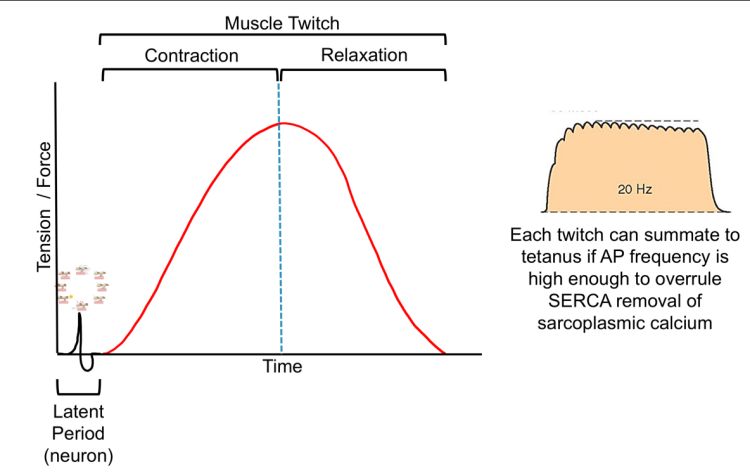 Muscle Twitch
Contraction
Relaxation
Tension / Force
Time
Latent
Period
(neuron)
20 Hz
Each twitch can summate to
tetanus if AP frequency is
high enough to overrule
SERCA removal of
sarcoplasmic calcium